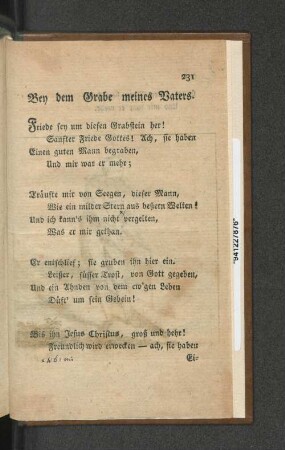 231
Bey dem Grabe meines Vaters.
Friede sey um diesen Grabstein her!
Sanfter Friede Gottes! Ach, sie haben
Einen guten Mann begraben,
Und mir war er mehr;
Träufte mir von Seegen, dieser Mann,
Wie ein milder Stern aus bessern Welten!
Und ich kann's ihm nicht vergelten,
Was er mir gethan.
Er entschlief; sie gruben ihn hier ein.
Leiser, süsser Trost, von Gott gegeben,
Und ein Ahnden von dem ew'gen Leben
Düft' um sein Gebein!
Bis ihn Jesus Christus, groß und hehr!
Freundlich wird erwecken — ach, sie haben
Ei-
*941227876*